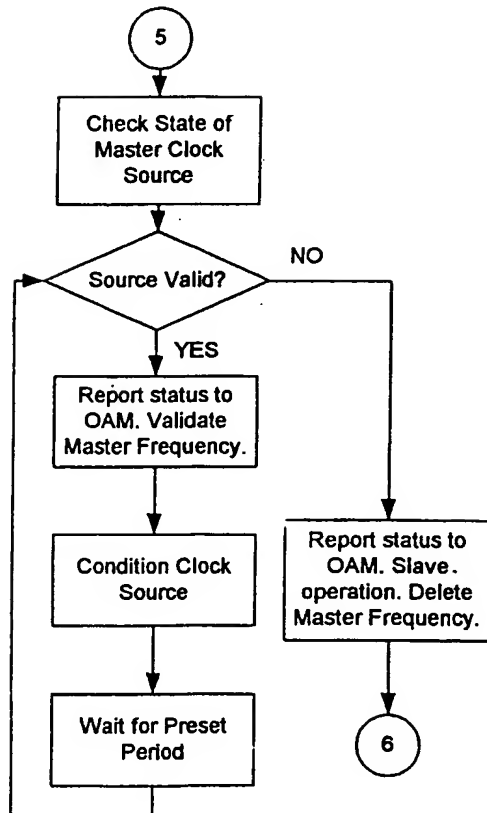 5
Check State of
Master Clock
Source
Source Valid?
NO
YES
Report status to
OAM. Validate
Master Frequency.
Condition Clock
Source
Report status to
OAM. Slave.
operation. Delete
Master Frequency.
Wait for Preset
Period
6